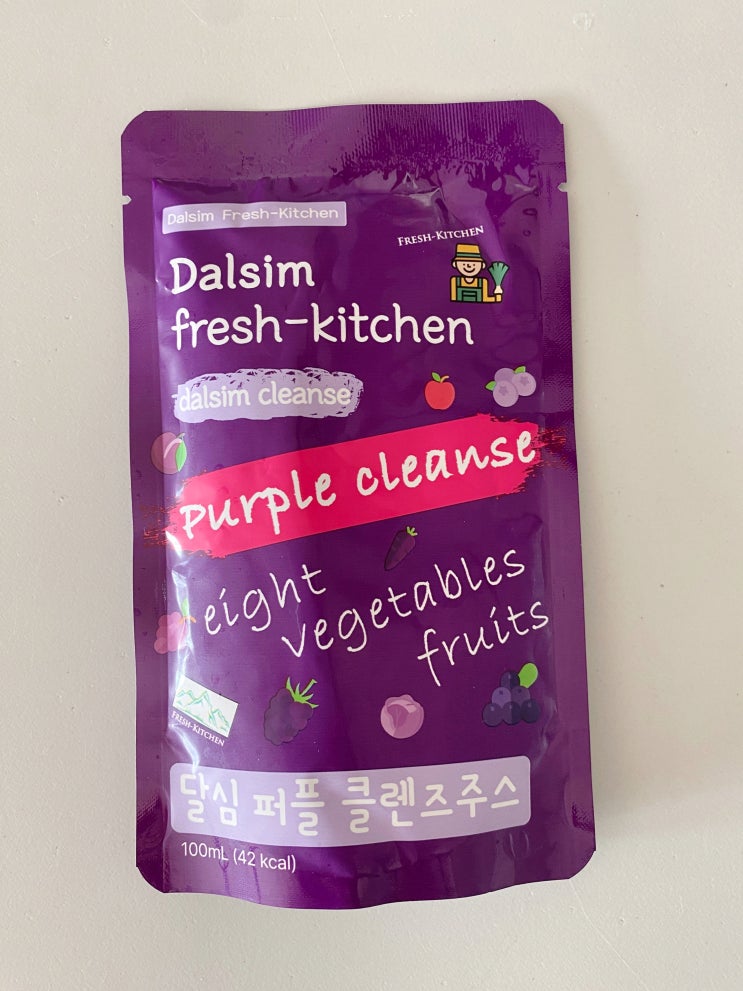 Dalsim Fresh-Kitchen
FRESH-KITCHEN
Dalsim
fresh-kitchen
dalsim cleanse
purple cleanse
eight
vegetables
fruits
FRESH-KITCHEN
달심 퍼플 클렌즈주스
100mL (42 kcal)